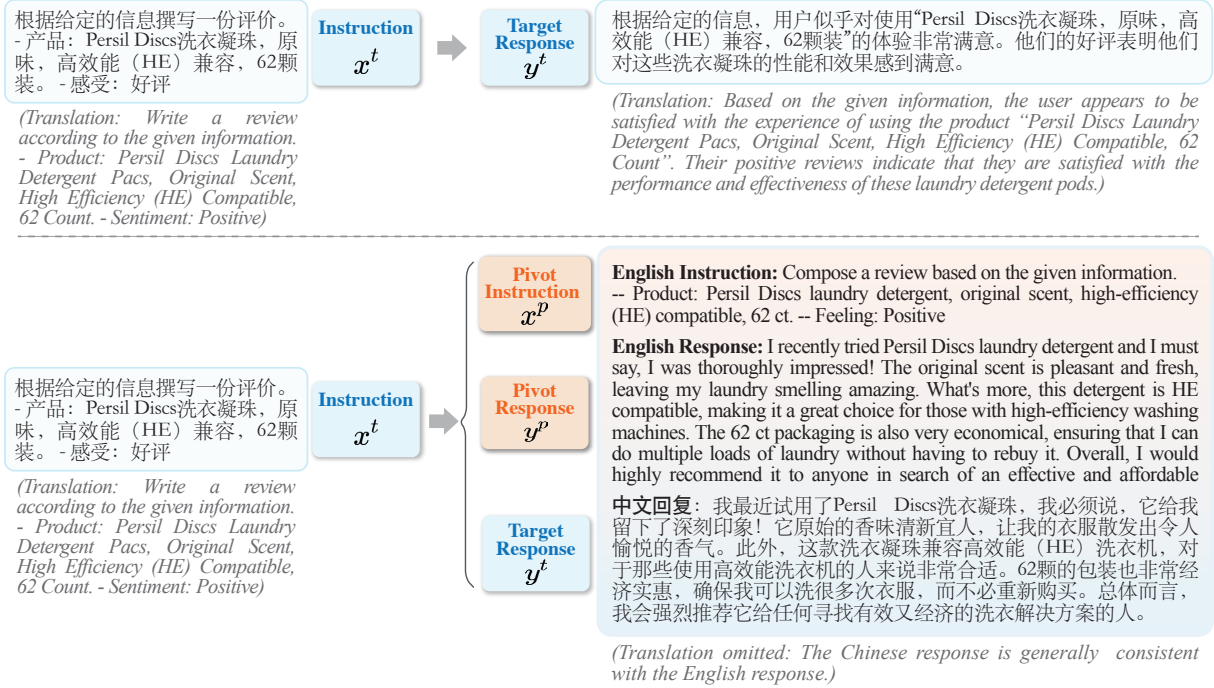 根据给定的信息撰写一份评价。
- 产品：Persil Discs洗衣凝珠，原
味，高效能（HE）兼容，62颗
装。 - 感受：好评
(Translation: Write a review
according to the given information.
- Product: Persil Discs Laundry
Detergent Pacs, Original Scent,
High Efficiency (HE) Compatible,
62 Count. - Sentiment: Positive)
Instruction
x^t
Target
Response
y^t
根据给定的信息，用户似乎对使用“Persil Discs洗衣凝珠，原味，高
效能（HE）兼容，62颗装”的体验非常满意。他们的好评表明他们
对这些洗衣凝珠的性能和效果感到满意。
(Translation: Based on the given information, the user appears to be
satisfied with the experience of using the product “Persil Discs Laundry
Detergent Pacs, Original Scent, High Efficiency (HE) Compatible, 62
Count”. Their positive reviews indicate that they are satisfied with the
performance and effectiveness of these laundry detergent pods.)
根据给定的信息撰写一份评价。
- 产品：Persil Discs洗衣凝珠，原
味，高效能（HE）兼容，62颗
装。 - 感受：好评
(Translation: Write a review
according to the given information.
- Product: Persil Discs Laundry
Detergent Pacs, Original Scent,
High Efficiency (HE) Compatible,
62 Count. - Sentiment: Positive)
Instruction
x^t
Pivot
Instruction
x^p
Pivot
Response
y^p
Target
Response
y^t
English Instruction: Compose a review based on the given information.
-- Product: Persil Discs laundry detergent, original scent, high-efficiency
(HE) compatible, 62 ct. -- Feeling: Positive
English Response: I recently tried Persil Discs laundry detergent and I must
say, I was thoroughly impressed! The original scent is pleasant and fresh,
leaving my laundry smelling amazing. What's more, this detergent is HE
compatible, making it a great choice for those with high-efficiency washing
machines. The 62 ct packaging is also very economical, ensuring that I can
do multiple loads of laundry without having to rebuy it. Overall, I would
highly recommend it to anyone in search of an effective and affordable
中文回复：我最近试用了Persil Discs洗衣凝珠，我必须说，它给我
留下了深刻印象！它原始的香味清新宜人，让我的衣服散发出令人
愉悦的香气。此外，这款洗衣凝珠兼容高效能（HE）洗衣机，对
于那些使用高效能洗衣机的人来说非常合适。62颗的包装也非常经
济实惠，确保我可以洗很多次衣服，而不必重新购买。总体而言，
我会强烈推荐它给任何寻找有效又经济的洗衣解决方案的人。
(Translation omitted: The Chinese response is generally consistent
with the English response.)